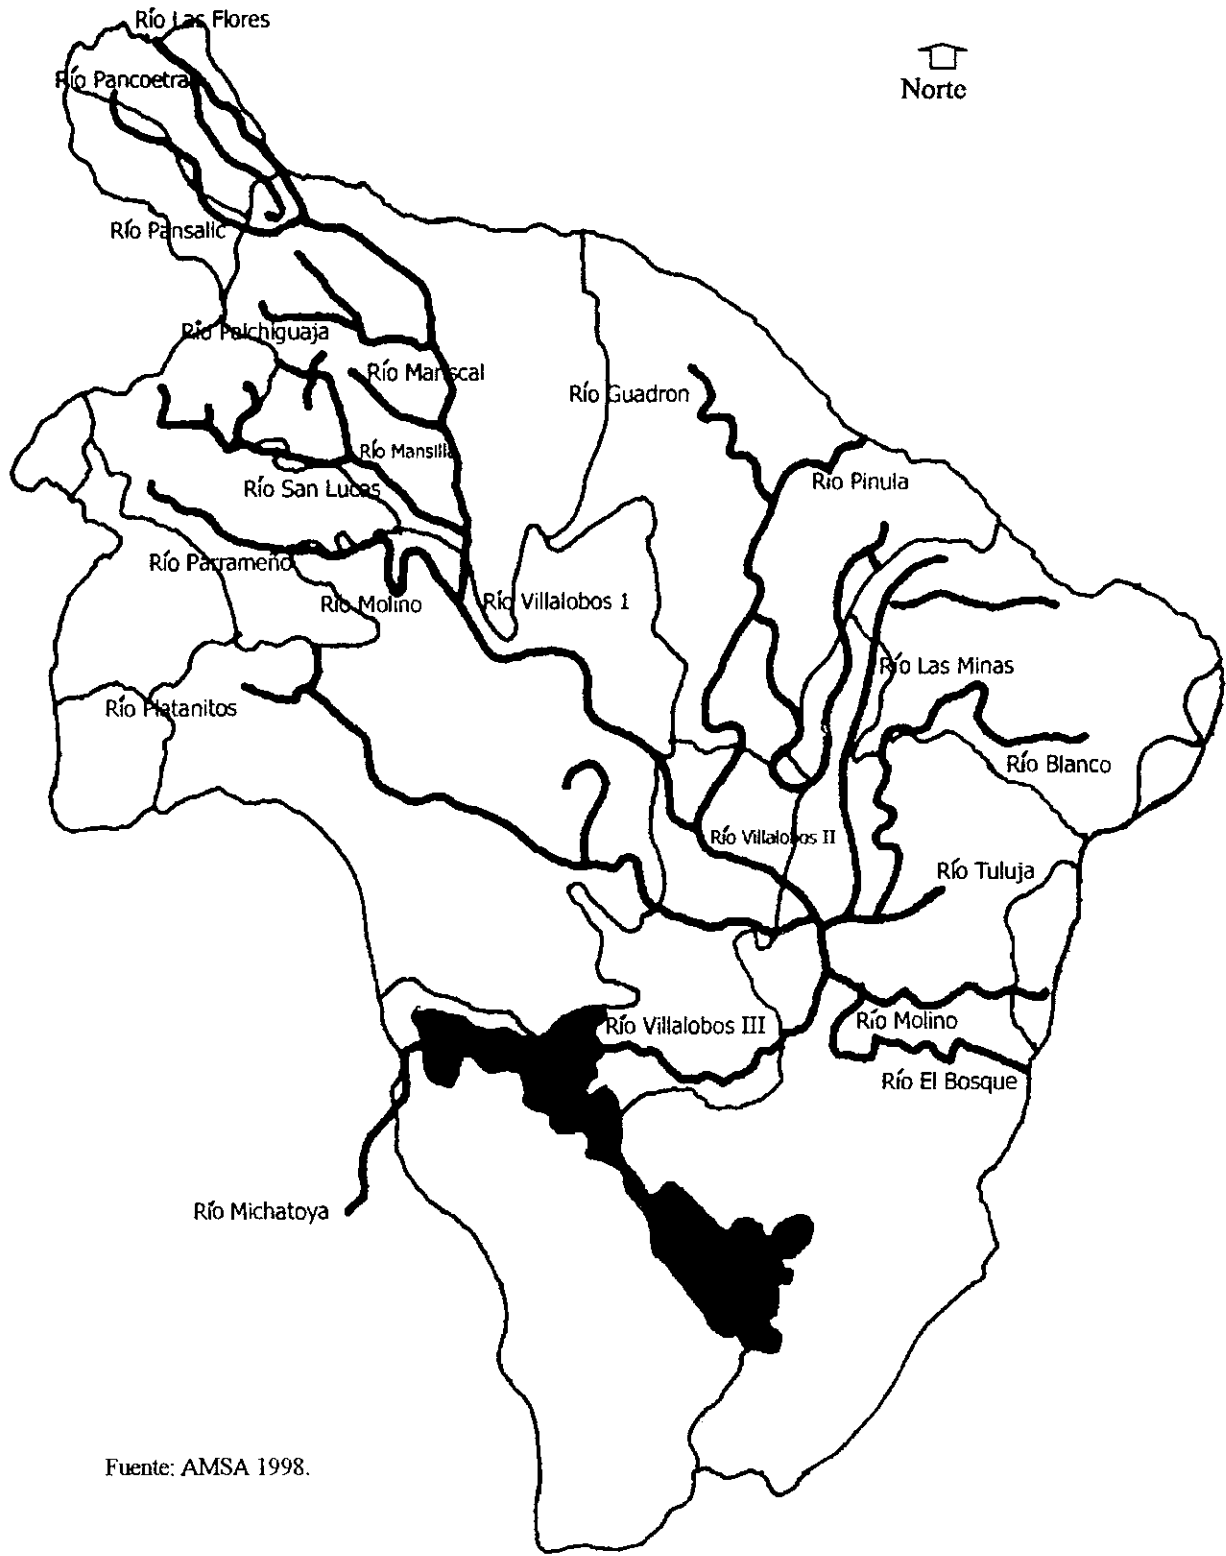 Río Las Flores
Norte
Río Pancoetra
Río Pansalic
Río Palchiguaja
Río Mariscal
Río Guadron
Río Mansilla
Río Pinula
Río San Lucas
Río Parrameño
Río Molino
Río Villalobos 1
Río Las Minas
Río Platanitos
Río Blanco
Río Villalobos II
Río Tuluja
Río Villalobos III
Río Molino
Río El Bosque
Río Michatoya
Fuente: AMSA 1998.